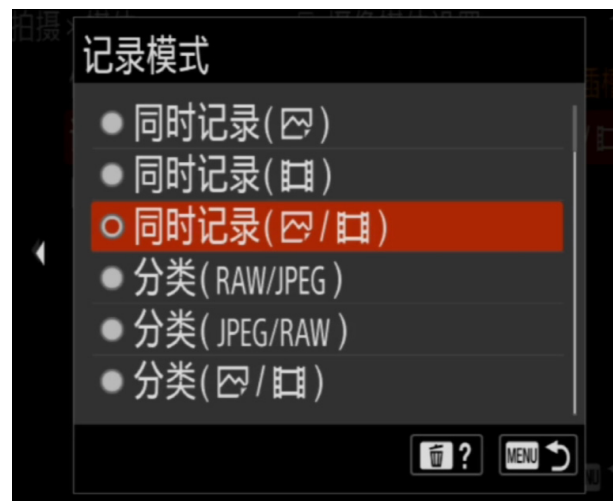 记录模式
同时记录( )
同时记录( )
同时记录( / )
分类( RAW/JPEG )
分类( JPEG/RAW )
分类( / )
?
MENU